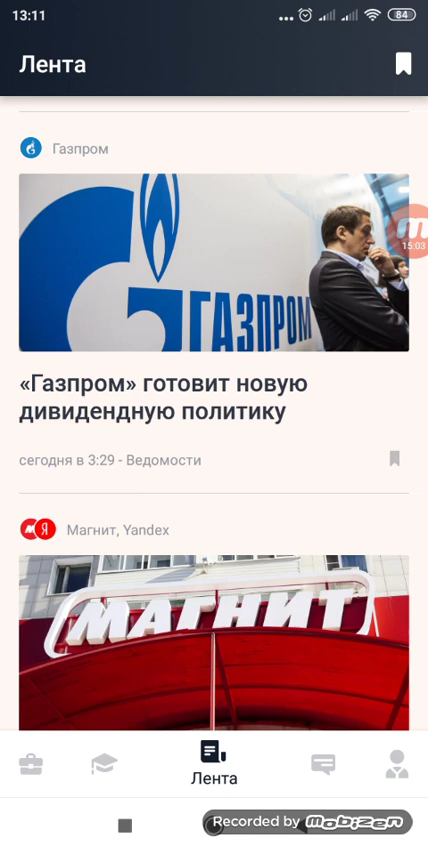 13:11
84
Лента
Газпром
ГАЗПРОМ
15:03
«Газпром» готовит новую
дивидендную политику
сегодня в 3:29 - Ведомости
М Я
Магнит, Yandex
МАГНИТ
Лента
Recorded by mobizen